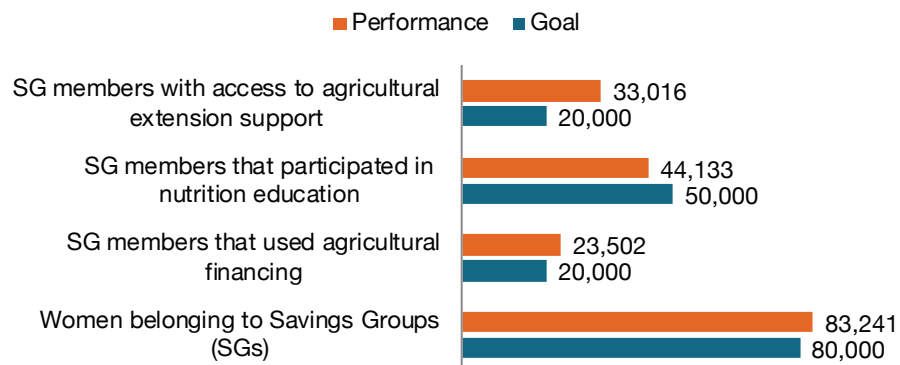 Performance Goal
SG members with access to agricultural
extension support
33,016
20,000
SG members that participated in
nutrition education
44,133
50,000
SG members that used agricultural
financing
23,502
20,000
Women belonging to Savings Groups
(SGs)
83,241
80,000